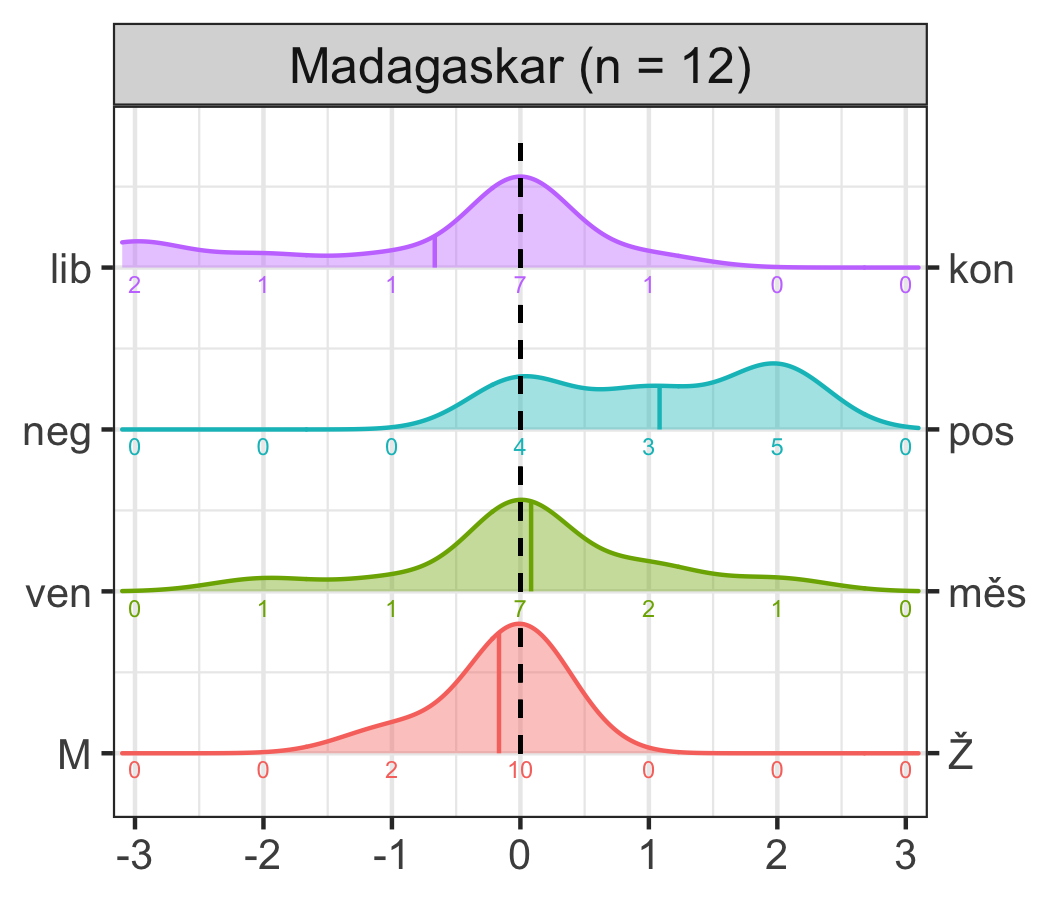 Madagaskar (n = 12)
lib kon
2 1 1 7 1 0 0
neg pos
0 0 0 4 3 5 0
ven měs
0 1 1 7 2 1 0
M Ž
0 0 2 10 0 0 0
-3 -2 -1 0 1 2 3